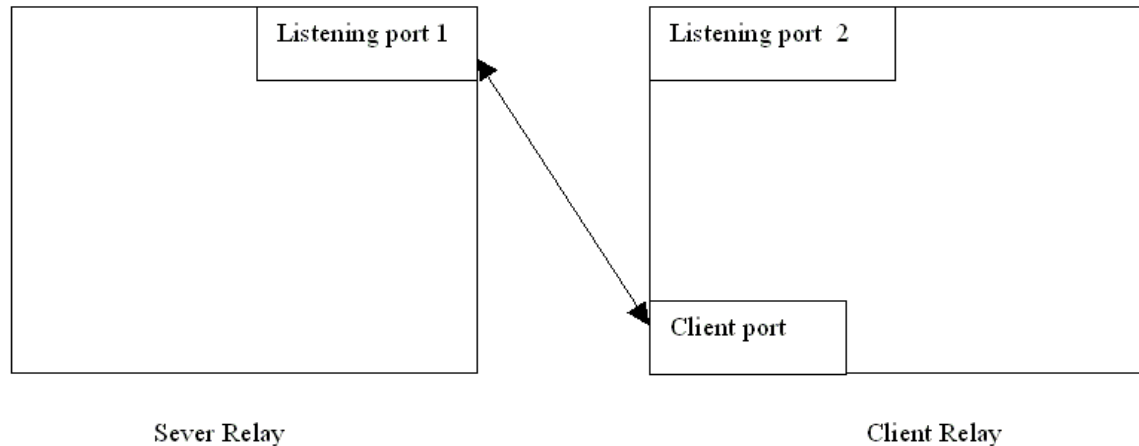 Listening port 1
Listening port 2
Client port
Sever Relay
Client Relay